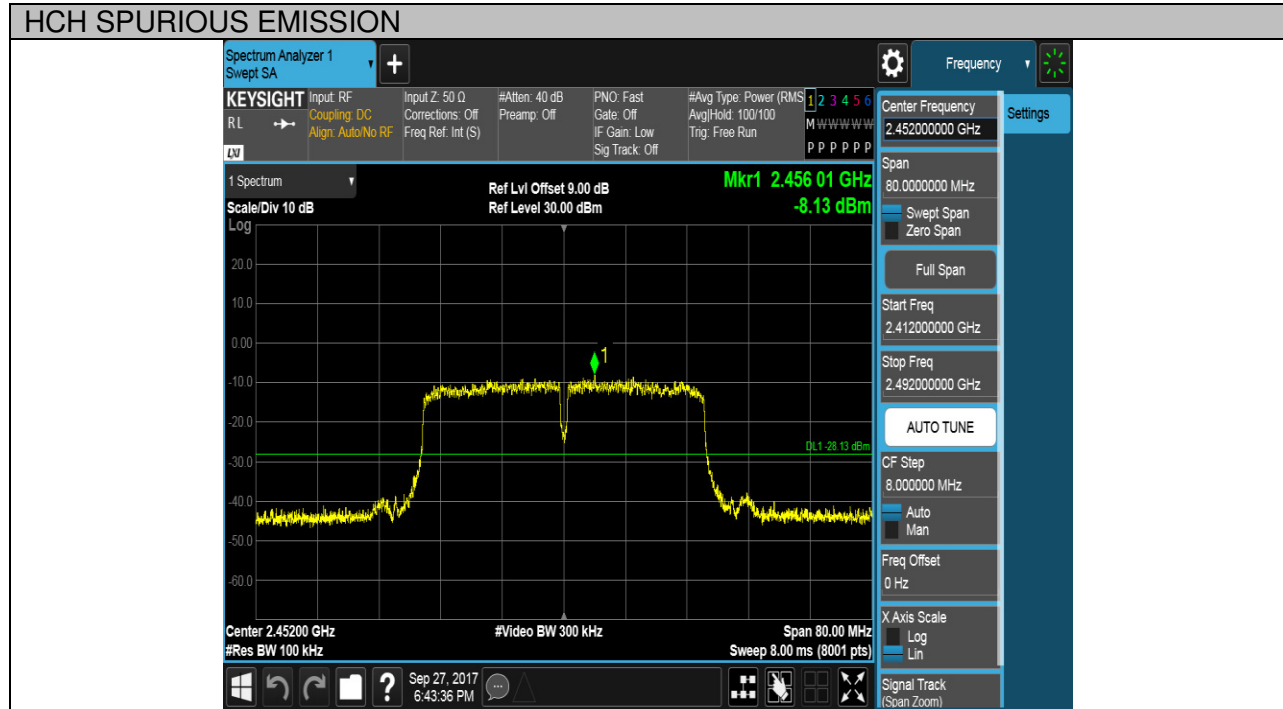 HCH SPURIOUS EMISSION
Spectrum Analyzer 1
Swept SA
+
Frequency
KEYSIGHT
RL
LXI
Input: RF
Coupling: DC
Align: Auto/No RF
Input Z: 50 Ω
Corrections: Off
Freq Ref: Int (S)
#Atten: 40 dB
Preamp: Off
PNO: Fast
Gate: Off
IF Gain: Low
Sig Track: Off
#Avg Type: Power (RMS
Avg|Hold: 100/100
Trig: Free Run
1 2 3 4 5 6
M W W W W W
P P P P P P
1 Spectrum
Scale/Div 10 dB
Log
Ref Lvl Offset 9.00 dB
Ref Level 30.00 dBm
Mkr1 2.456 01 GHz
-8.13 dBm
20.0
10.0
0.00
-10.0
-20.0
-30.0
-40.0
-50.0
-60.0
1
DL1 -28.13 dBm
Center 2.45200 GHz
#Res BW 100 kHz
#Video BW 300 kHz
Span 80.00 MHz
Sweep 8.00 ms (8001 pts)
Center Frequency
2.452000000 GHz
Settings
Span
80.0000000 MHz
Swept Span
Zero Span
Full Span
Start Freq
2.412000000 GHz
Stop Freq
2.492000000 GHz
AUTO TUNE
CF Step
8.000000 MHz
Auto
Man
Freq Offset
0 Hz
X Axis Scale
Log
Lin
Signal Track
(Span Zoom)
?
Sep 27, 2017
6:43:36 PM